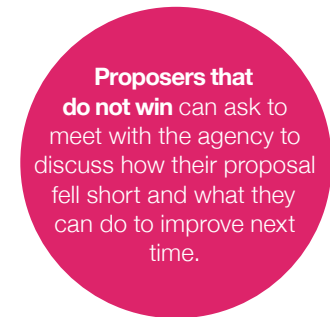 Proposers that
do not win can ask to
meet with the agency to
discuss how their proposal
fell short and what they
can do to improve next
time.